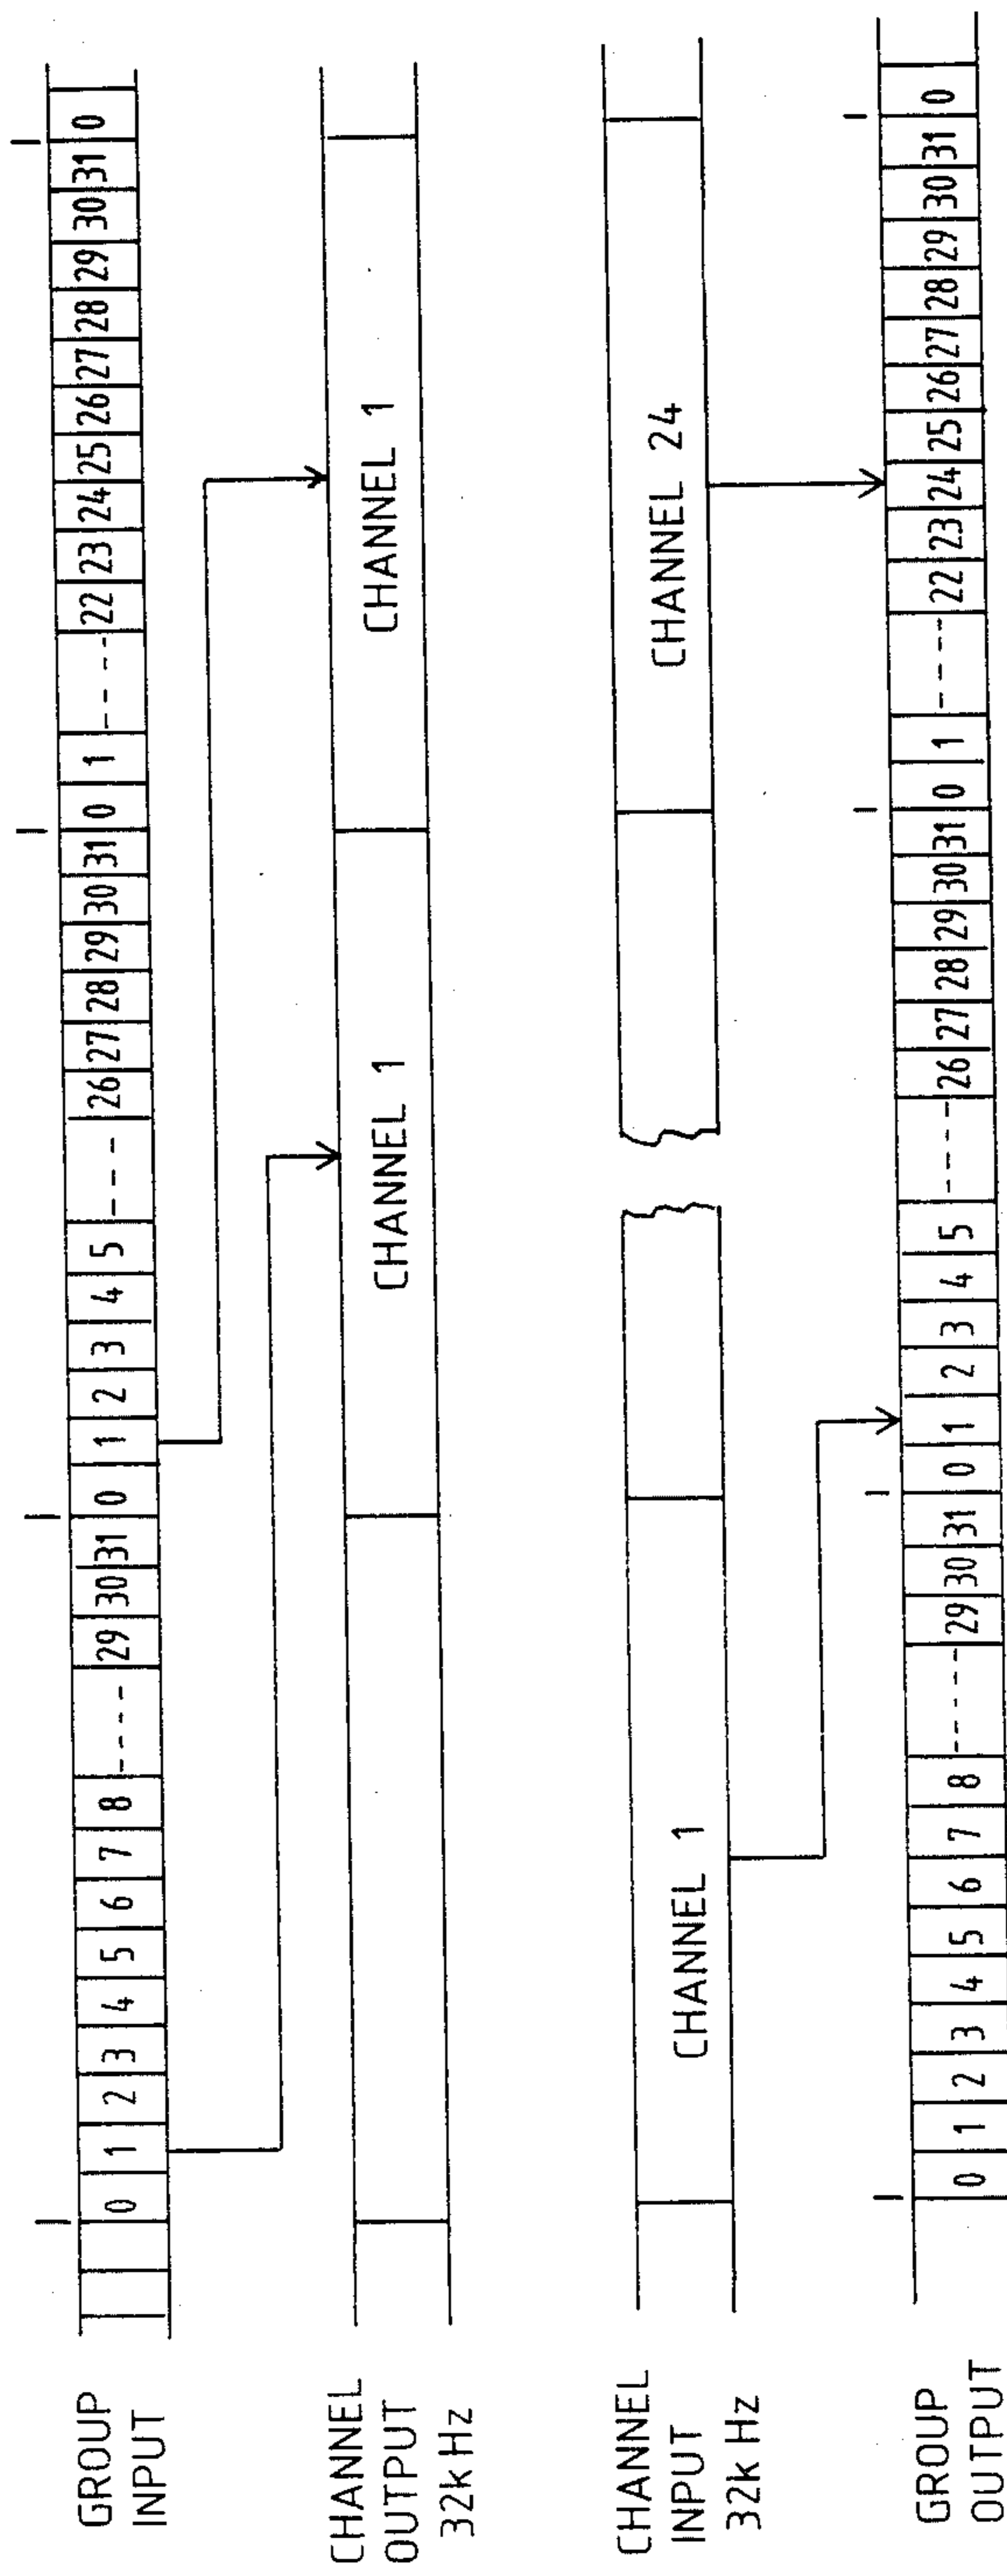 GROUP
INPUT
0 1 2 3 4 5 6 7 8 ---- 29 30 31 0 1 2 3 4 5 --- 26 27 28 29 30 31 0 1 ---- 22 23 24 25 26 27 28 29 30 31 0
CHANNEL
OUTPUT
32k Hz
CHANNEL 1
CHANNEL 1
CHANNEL
INPUT
32k Hz
CHANNEL 1
CHANNEL 24
GROUP
OUTPUT
0 1 2 3 4 5 6 7 8 ----- 29 30 31 0 1 2 3 4 5 ---- 26 27 28 29 30 31 0 1 ---- 22 23 24 25 26 27 28 29 30 31 0